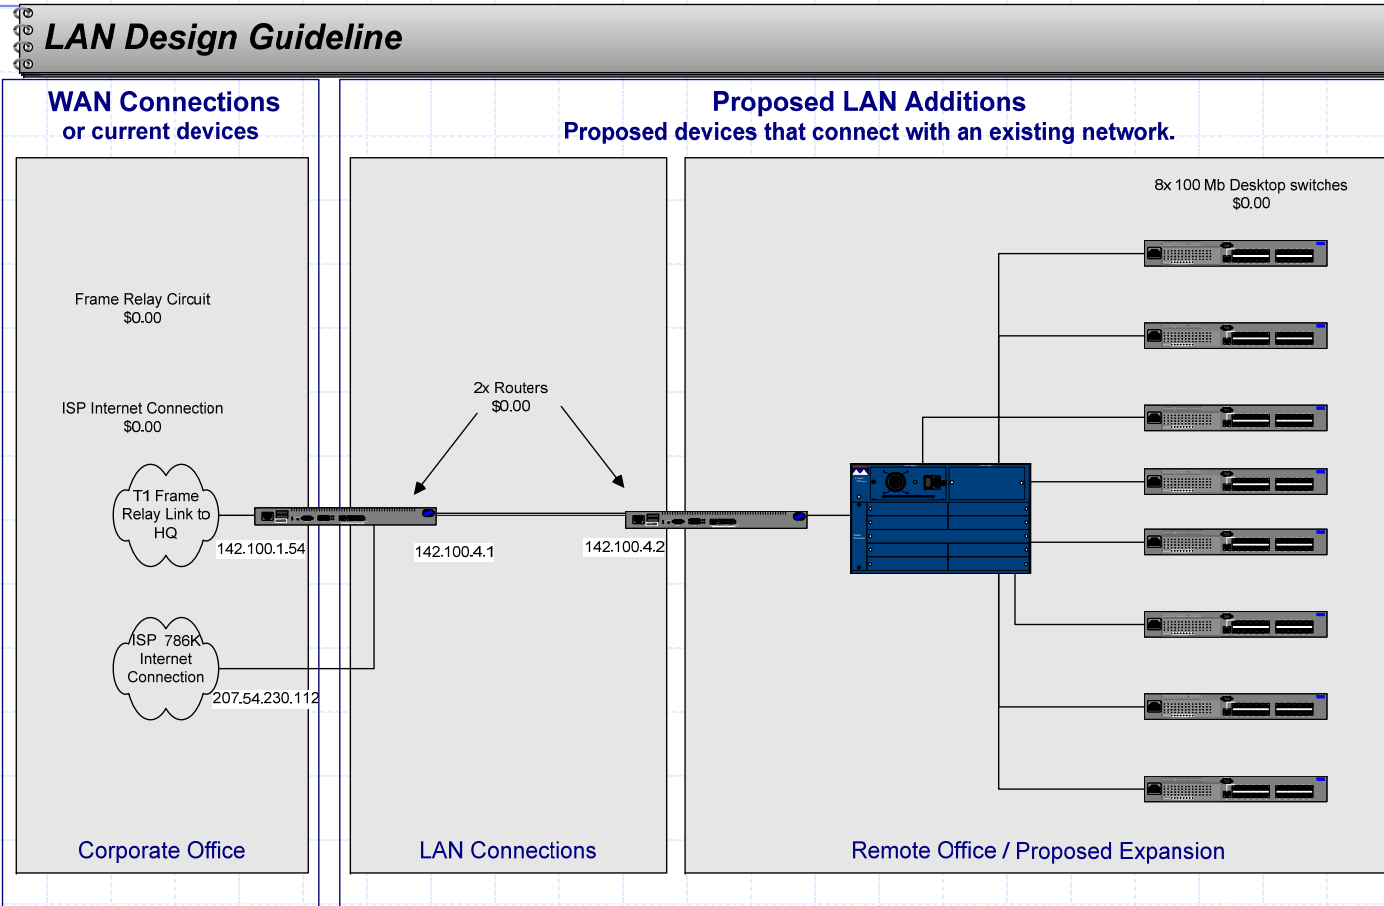 LAN Design Guideline
WAN Connections
or current devices
Proposed LAN Additions
Proposed devices that connect with an existing network.
8x 100 Mb Desktop switches
$0.00
Frame Relay Circuit
$0.00
2x Routers
$0.00
ISP Internet Connection
$0.00
T1 Frame
Relay Link to
HQ
142.100.1.54
142.100.4.1
142.100.4.2
ISP 786K
Internet
Connection
207.54.230.112
Corporate Office
LAN Connections
Remote Office / Proposed Expansion